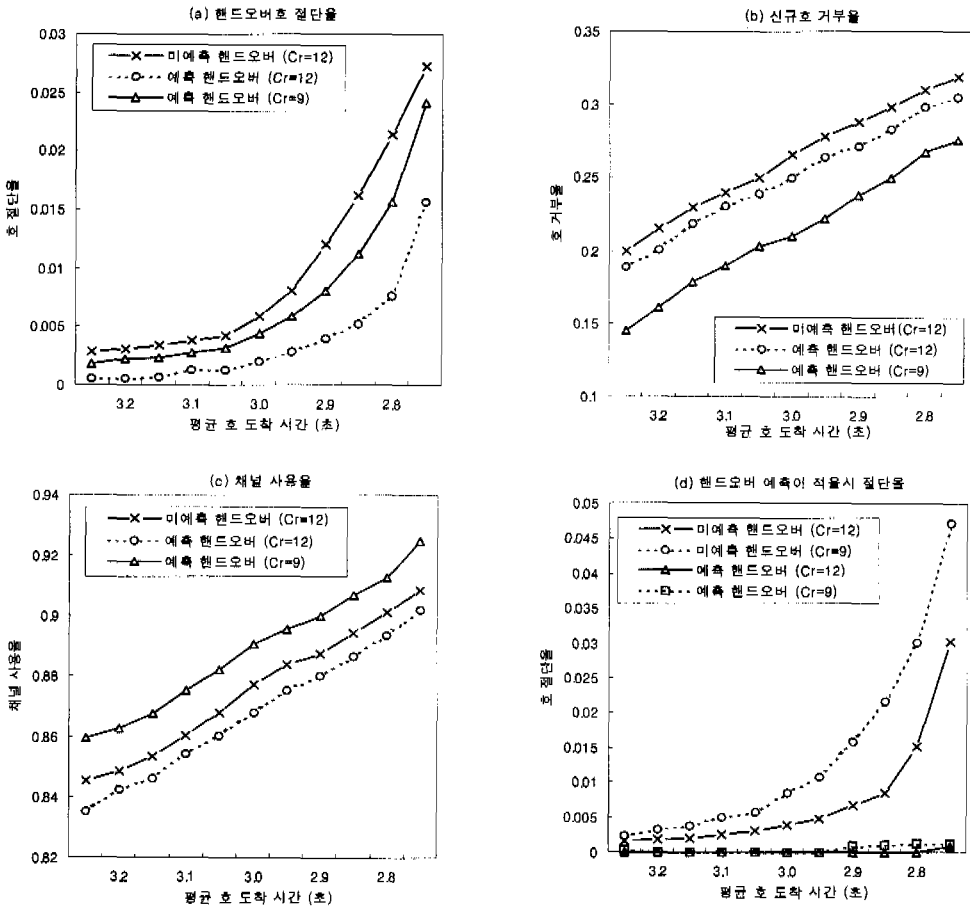 (a) 핸드오버호 절단율
0.03
0.025
0.02
0.015
0.01
0.005
0
호 절단율
미예측 핸드오버 (Cr=12)
예측 핸드오버 (Cr=12)
예측 핸드오버 (Cr=9)
3.2 3.1 3.0 2.9 2.8
평균 호 도착 시간 (초)
(b) 신규호 거부율
0.35
0.3
0.25
0.2
0.15
0.1
호 거부율
미예측 핸드오버(Cr=12)
예측 핸드오버 (Cr=12)
예측 핸드오버 (Cr=9)
3.2 3.1 3.0 2.9 2.8
평균 호 도착 시간 (초)
(c) 채널 사용율
0.94
0.92
0.9
0.88
0.86
0.84
0.82
채널 사용율
미예측 핸드오버 (Cr=12)
예측 핸드오버 (Cr=12)
예측 핸드오버 (Cr=9)
3.2 3.1 3.0 2.9 2.8
평균 호 도착 시간 (초)
(d) 핸드오버 예측이 적용시 절단율
0.05
0.045
0.04
0.035
0.03
0.025
0.02
0.015
0.01
0.005
0
호 절단율
미예측 핸드오버 (Cr=12)
미예측 핸드오버 (Cr=9)
예측 핸드오버 (Cr=12)
예측 핸드오버 (Cr=9)
3.2 3.1 3.0 2.9 2.8
평균 호 도착 시간 (초)